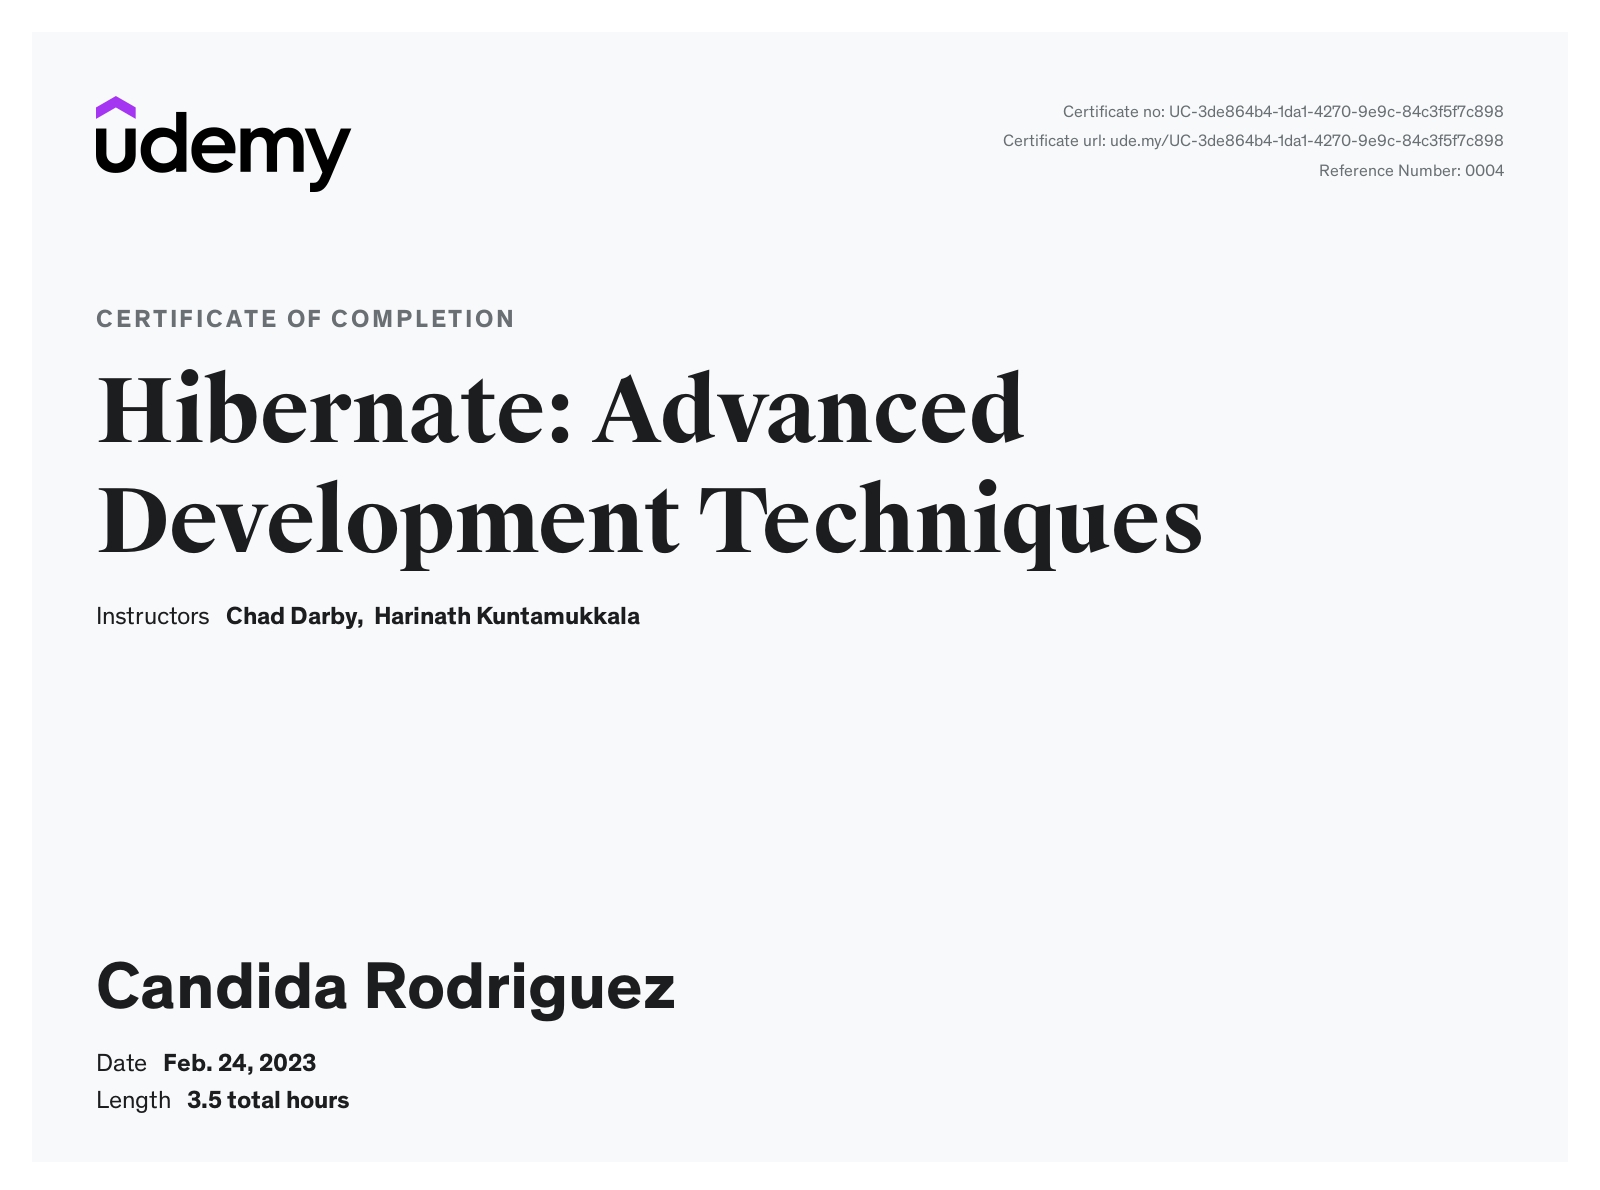 udemy
Certificate no: UC-3de864b4-1da1-4270-9e9c-84c3f5f7c898
Certificate url: ude.my/UC-3de864b4-1da1-4270-9e9c-84c3f5f7c898
Reference Number: 0004
CERTIFICATE OF COMPLETION
Hibernate: Advanced
Development Techniques
Instructors Chad Darby, Harinath Kuntamukkala
Candida Rodriguez
Date Feb. 24, 2023
Length 3.5 total hours